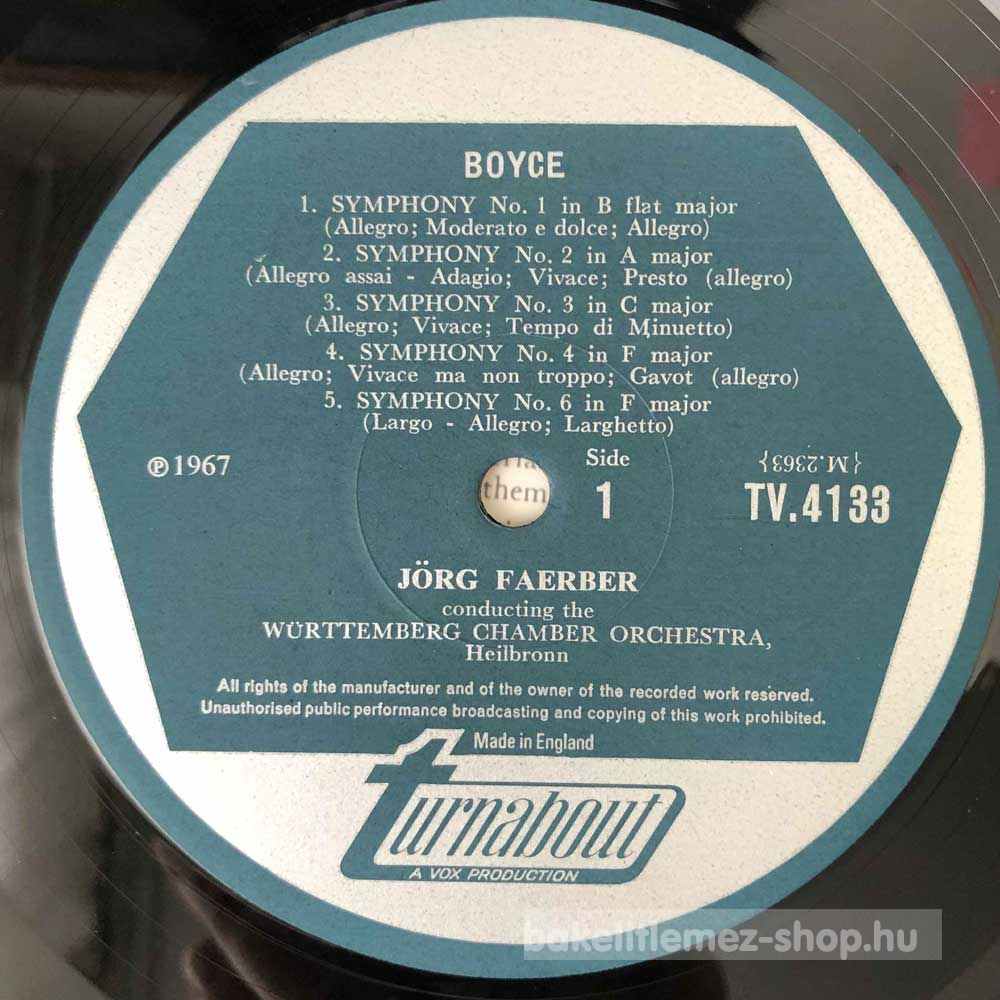 BOYCE
1. SYMPHONY No. 1 in B flat major
(Allegro; Moderato e dolce; Allegro)
2. SYMPHONY No. 2 in A major
(Allegro assai - Adagio; Vivace; Presto (allegro)
3. SYMPHONY No. 3 in C major
(Allegro; Vivace; Tempo di Minuetto)
4. SYMPHONY No. 4 in F major
(Allegro; Vivace ma non troppo; Gavot (allegro)
5. SYMPHONY No. 6 in F major
(Largo - Allegro; Larghetto)
℗ 1967
them
Side
1
{M.2363}
TV.4133
JÖRG FAERBER
conducting the
WÜRTTEMBERG CHAMBER ORCHESTRA,
Heilbronn
All rights of the manufacturer and of the owner of the recorded work reserved.
Unauthorised public performance broadcasting and copying of this work prohibited.
Made in England
turnabout
A VOX PRODUCTION
bakelitlemez-shop.hu